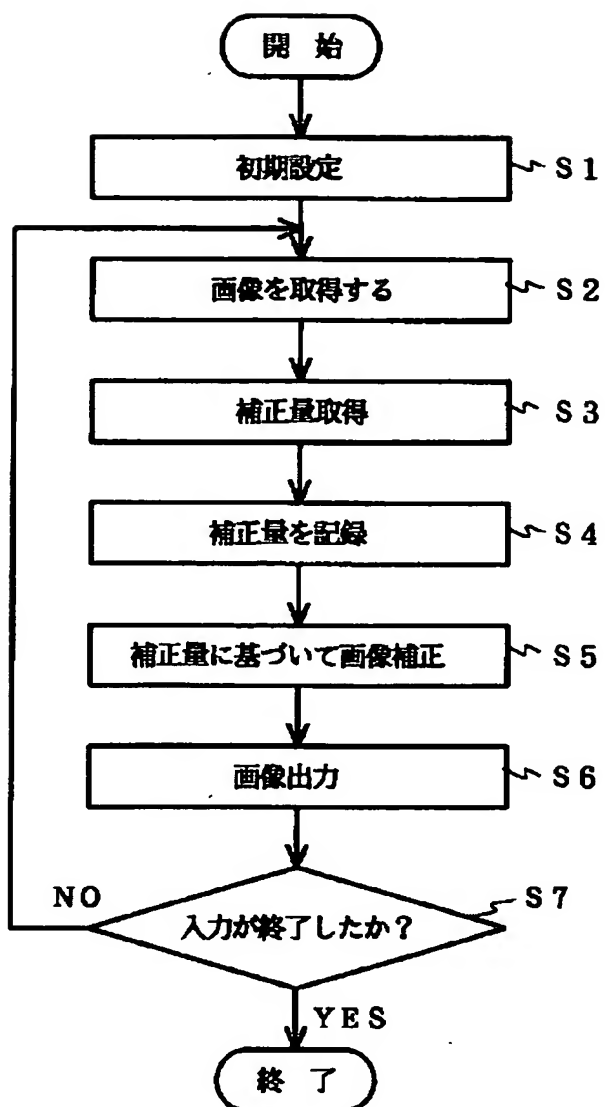 開 始
初期設定 S1
画像を取得する S2
補正量取得 S3
補正量を記録 S4
補正量に基づいて画像補正 S5
画像出力 S6
NO
入力が終了したか？ S7
YES
終 了